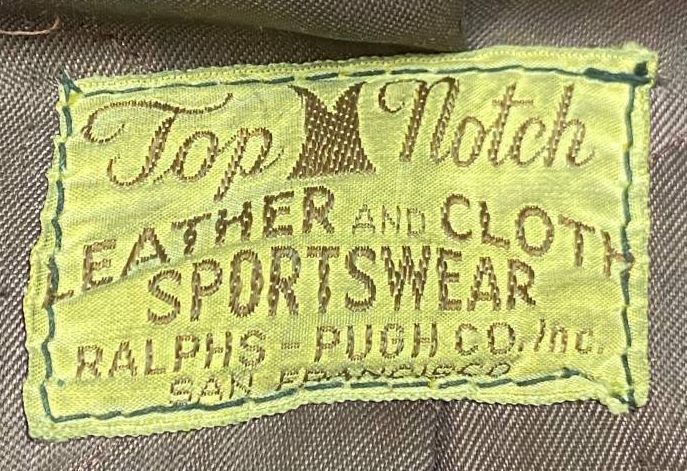 Top Notch
LEATHER AND CLOTH
SPORTSWEAR
RALPHS - PUGH CO. Inc.
SAN FRANCISCO